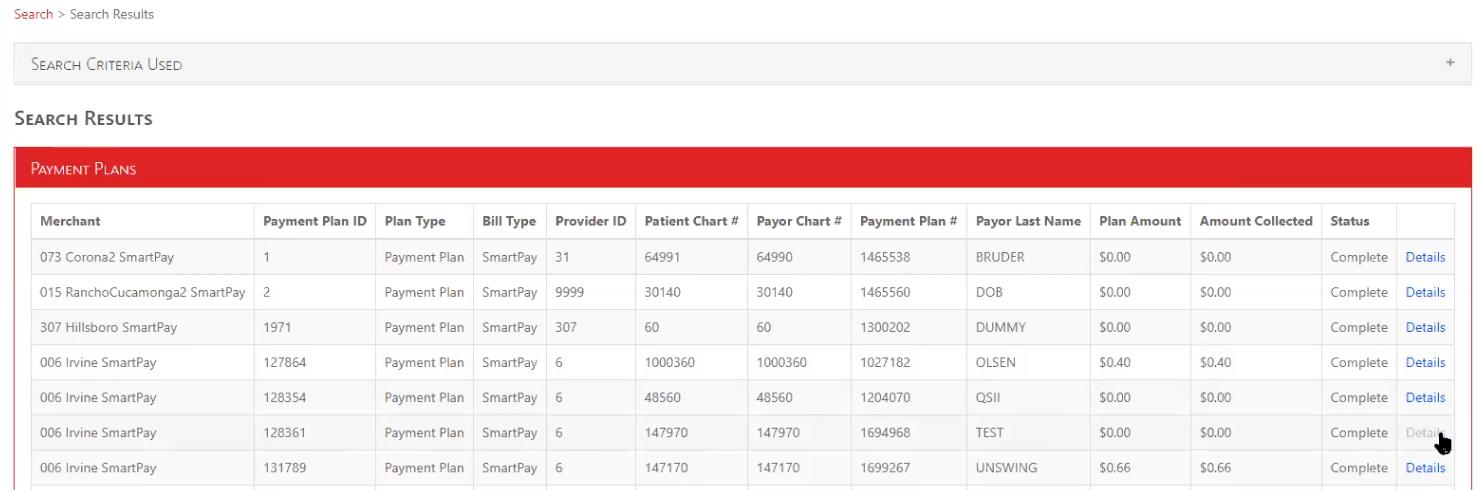 Search > Search Results
Search Criteria Used +
Search Results
Payment Plans
Merchant Payment Plan ID Plan Type Bill Type Provider ID Patient Chart # Payor Chart # Payment Plan # Payor Last Name Plan Amount Amount Collected Status
073 Corona2 SmartPay 1 Payment Plan SmartPay 31 64991 64990 1465538 BRUDER $0.00 $0.00 Complete Details
015 RanchoCucamonga2 SmartPay 2 Payment Plan SmartPay 9999 30140 30140 1465560 DOB $0.00 $0.00 Complete Details
307 Hillsboro SmartPay 1971 Payment Plan SmartPay 307 60 60 1300202 DUMMY $0.00 $0.00 Complete Details
006 Irvine SmartPay 127864 Payment Plan SmartPay 6 1000360 1000360 1027182 OLSEN $0.40 $0.40 Complete Details
006 Irvine SmartPay 128354 Payment Plan SmartPay 6 48560 48560 1204070 QSII $0.00 $0.00 Complete Details
006 Irvine SmartPay 128361 Payment Plan SmartPay 6 147970 147970 1694968 TEST $0.00 $0.00 Complete Details
006 Irvine SmartPay 131789 Payment Plan SmartPay 6 147170 147170 1699267 UNSWING $0.66 $0.66 Complete Details